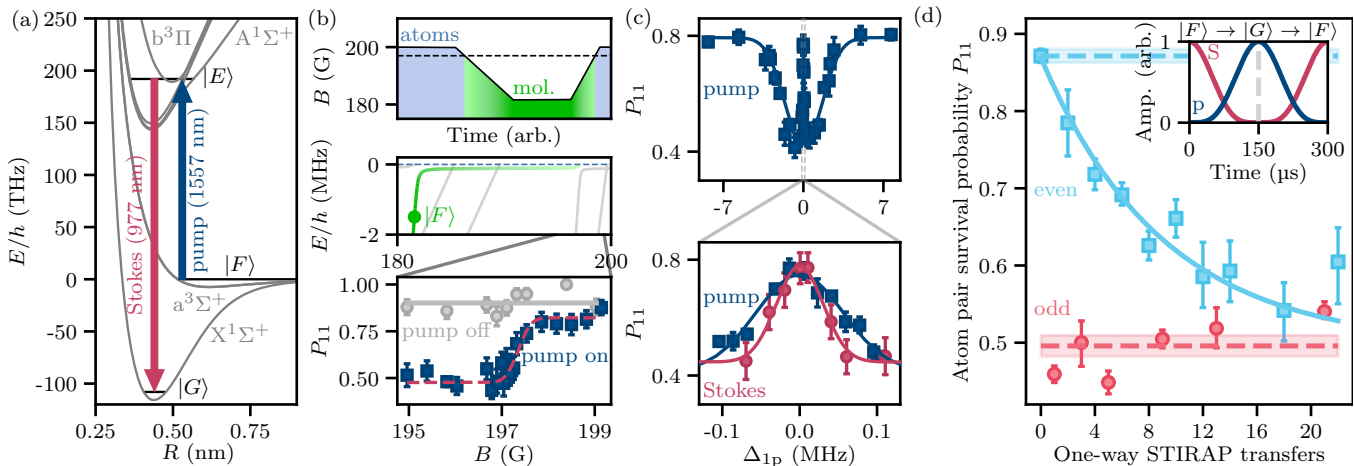 (a)
250
200
150
100
50
0
-50
-100
E/h (THz)
0.25
0.50
0.75
R (nm)
b³Π
A¹Σ⁺
|E⟩
Stokes (977 nm)
pump (1557 nm)
|F⟩
a³Σ⁺
X¹Σ⁺
|G⟩
(b)
200
180
B (G)
atoms
mol.
Time (arb.)
0
-2
E/h (MHz)
|F⟩
180
200
1.00
0.75
0.50
P₁₁
pump off
pump on
195
197
199
B (G)
(c)
0.8
0.4
P₁₁
pump
-7
0
7
0.8
0.4
P₁₁
pump
Stokes
-0.1
0.0
0.1
Δ₁ₚ (MHz)
(d)
0.9
0.8
0.7
0.6
0.5
Atom pair survival probability P₁₁
even
odd
|F⟩ → |G⟩ → |F⟩
1
0
Amp. (arb.)
S
p
0
150
300
Time (µs)
0
4
8
12
16
20
One-way STIRAP transfers